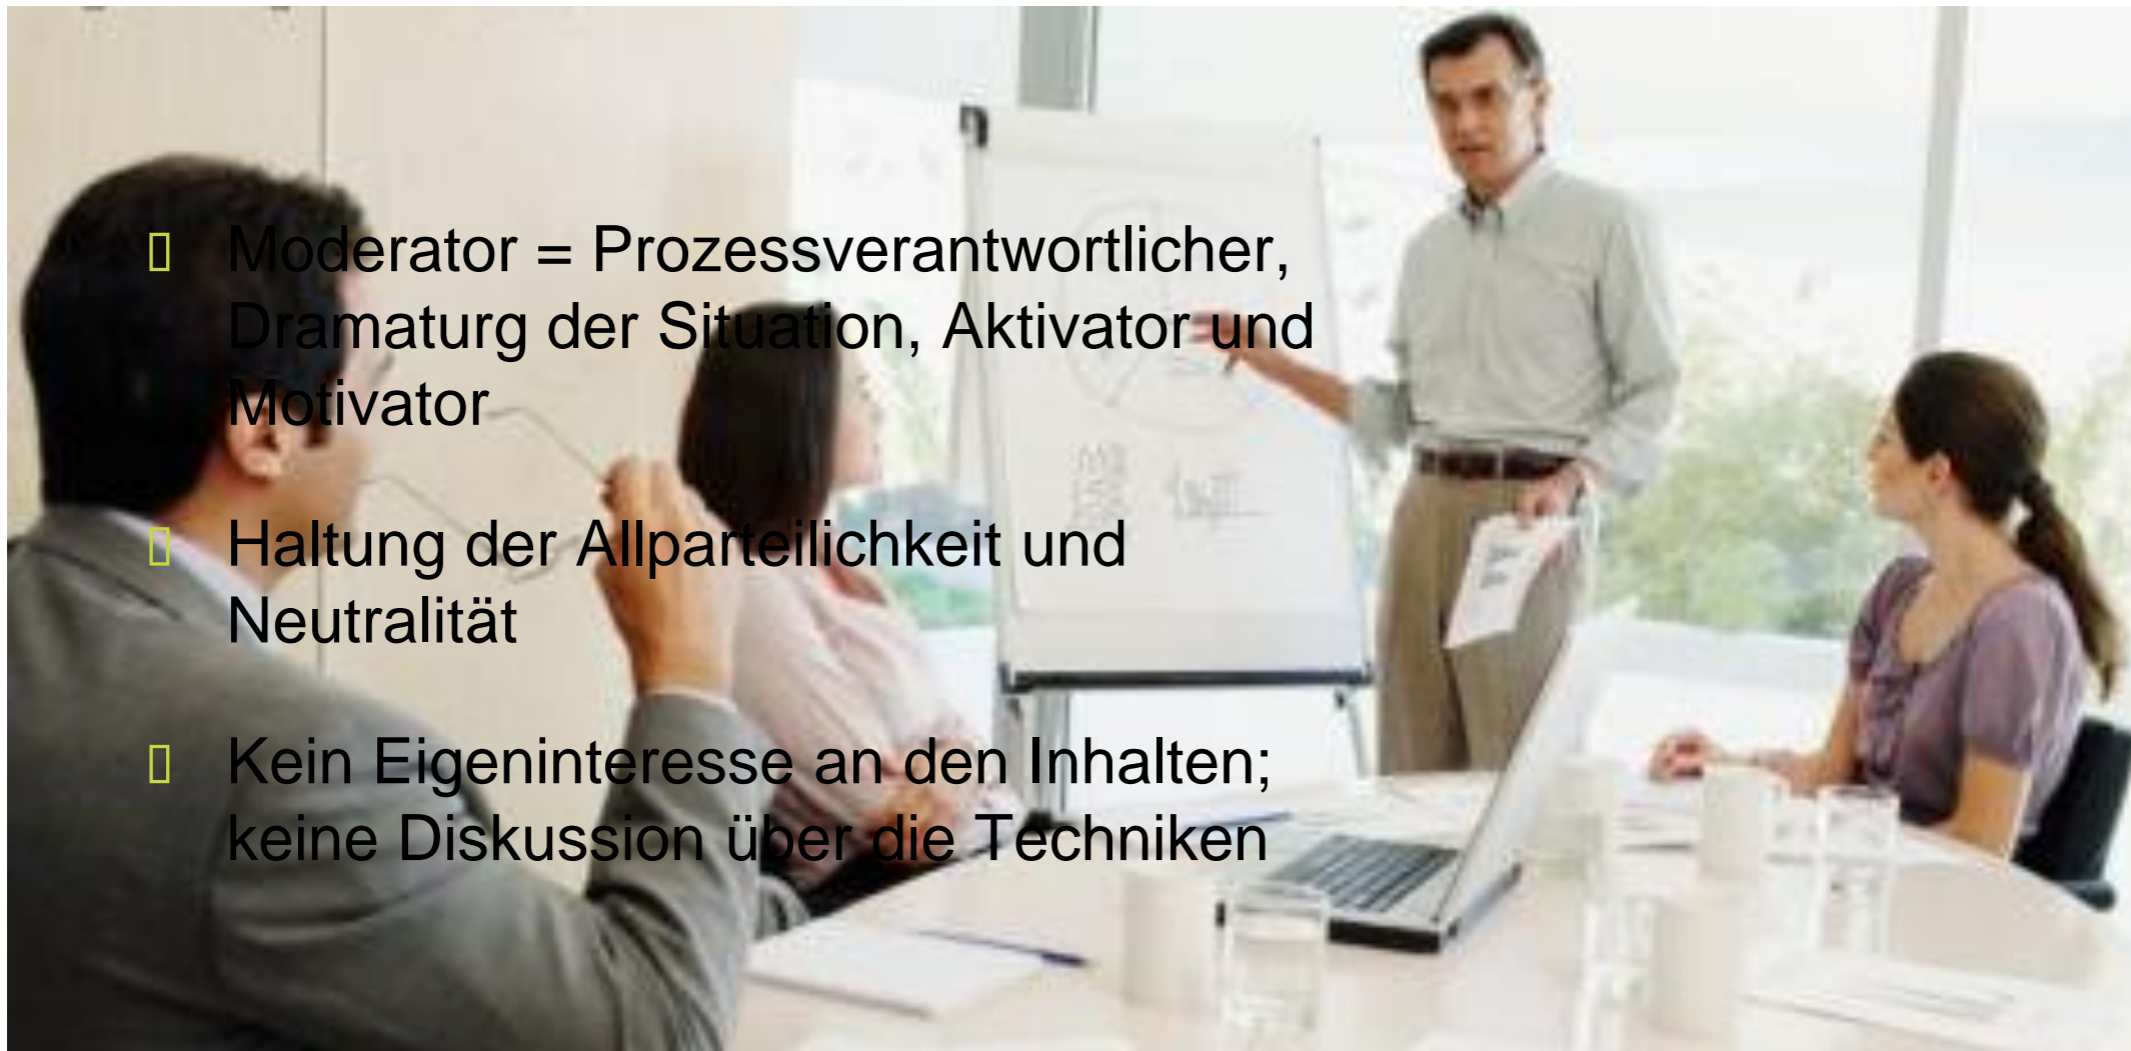 Moderator = Prozessverantwortlicher,
Dramaturg der Situation, Aktivator und
Motivator
Haltung der Allparteilichkeit und
Neutralität
Kein Eigeninteresse an den Inhalten;
keine Diskussion über die Techniken